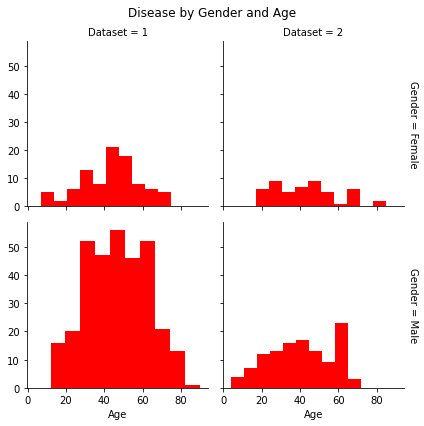 Disease by Gender and Age
Dataset = 1
Dataset = 2
50
40
30
20
10
0
Gender = Female
50
40
30
20
10
0
Gender = Male
0 20 40 60 80
0 20 40 60 80
Age
Age